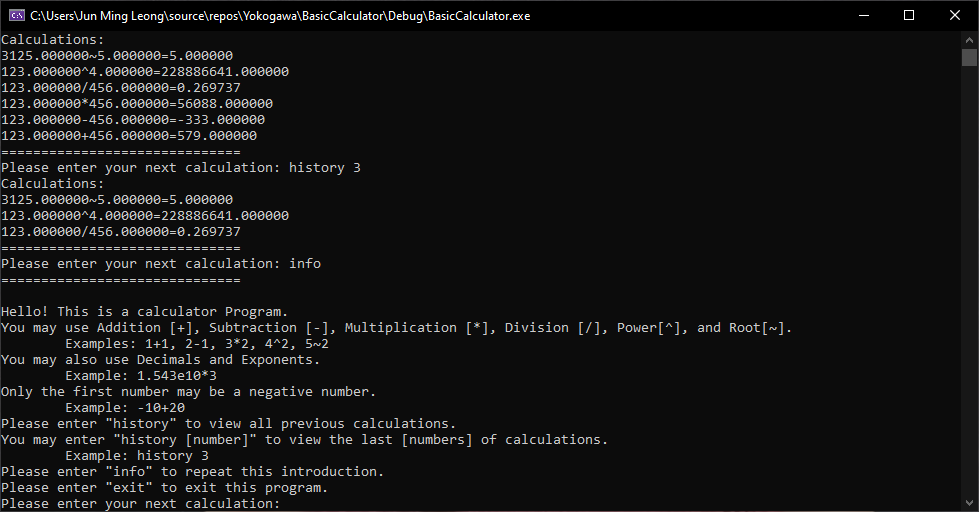 C:\Users\Jun Ming Leong\source\repos\Yokogawa\BasicCalculator\Debug\BasicCalculator.exe
Calculations:
3125.000000~5.000000=5.000000
123.000000^4.000000=228886641.000000
123.000000/456.000000=0.269737
123.000000*456.000000=56088.000000
123.000000-456.000000=-333.000000
123.000000+456.000000=579.000000
==============================
Please enter your next calculation: history 3
Calculations:
3125.000000~5.000000=5.000000
123.000000^4.000000=228886641.000000
123.000000/456.000000=0.269737
==============================
Please enter your next calculation: info
==============================
Hello! This is a calculator Program.
You may use Addition [+], Subtraction [-], Multiplication [*], Division [/], Power[^], and Root[~].
Examples: 1+1, 2-1, 3*2, 4^2, 5~2
You may also use Decimals and Exponents.
Example: 1.543e10*3
Only the first number may be a negative number.
Example: -10+20
Please enter "history" to view all previous calculations.
You may enter "history [number]" to view the last [numbers] of calculations.
Example: history 3
Please enter "info" to repeat this introduction.
Please enter "exit" to exit this program.
Please enter your next calculation: